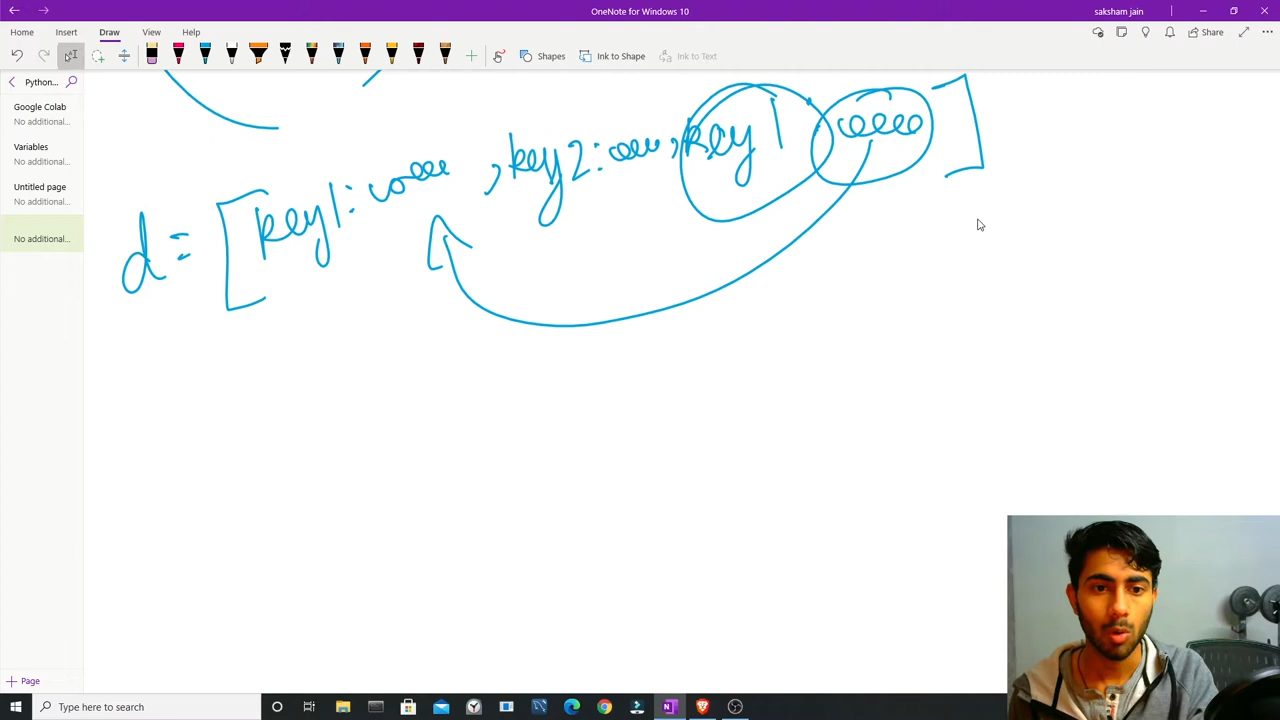 OneNote for Windows 10
saksham jain
Home Insert Draw View Help
Share
Shapes Ink to Shape Ink to Text
Python...
Google Colab
No additional...
Variables
No additional...
Untitled page
No additional...
No additional...
d = [key1: , key2: , key1 ]
Page
Type here to search